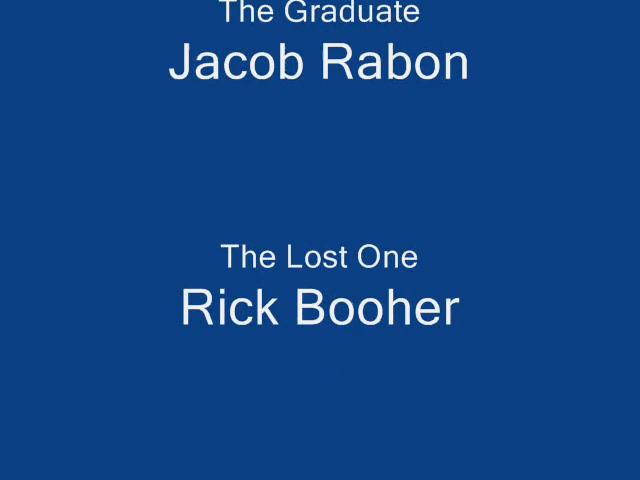 The Graduate
Jacob Rabon
The Lost One
Rick Booher